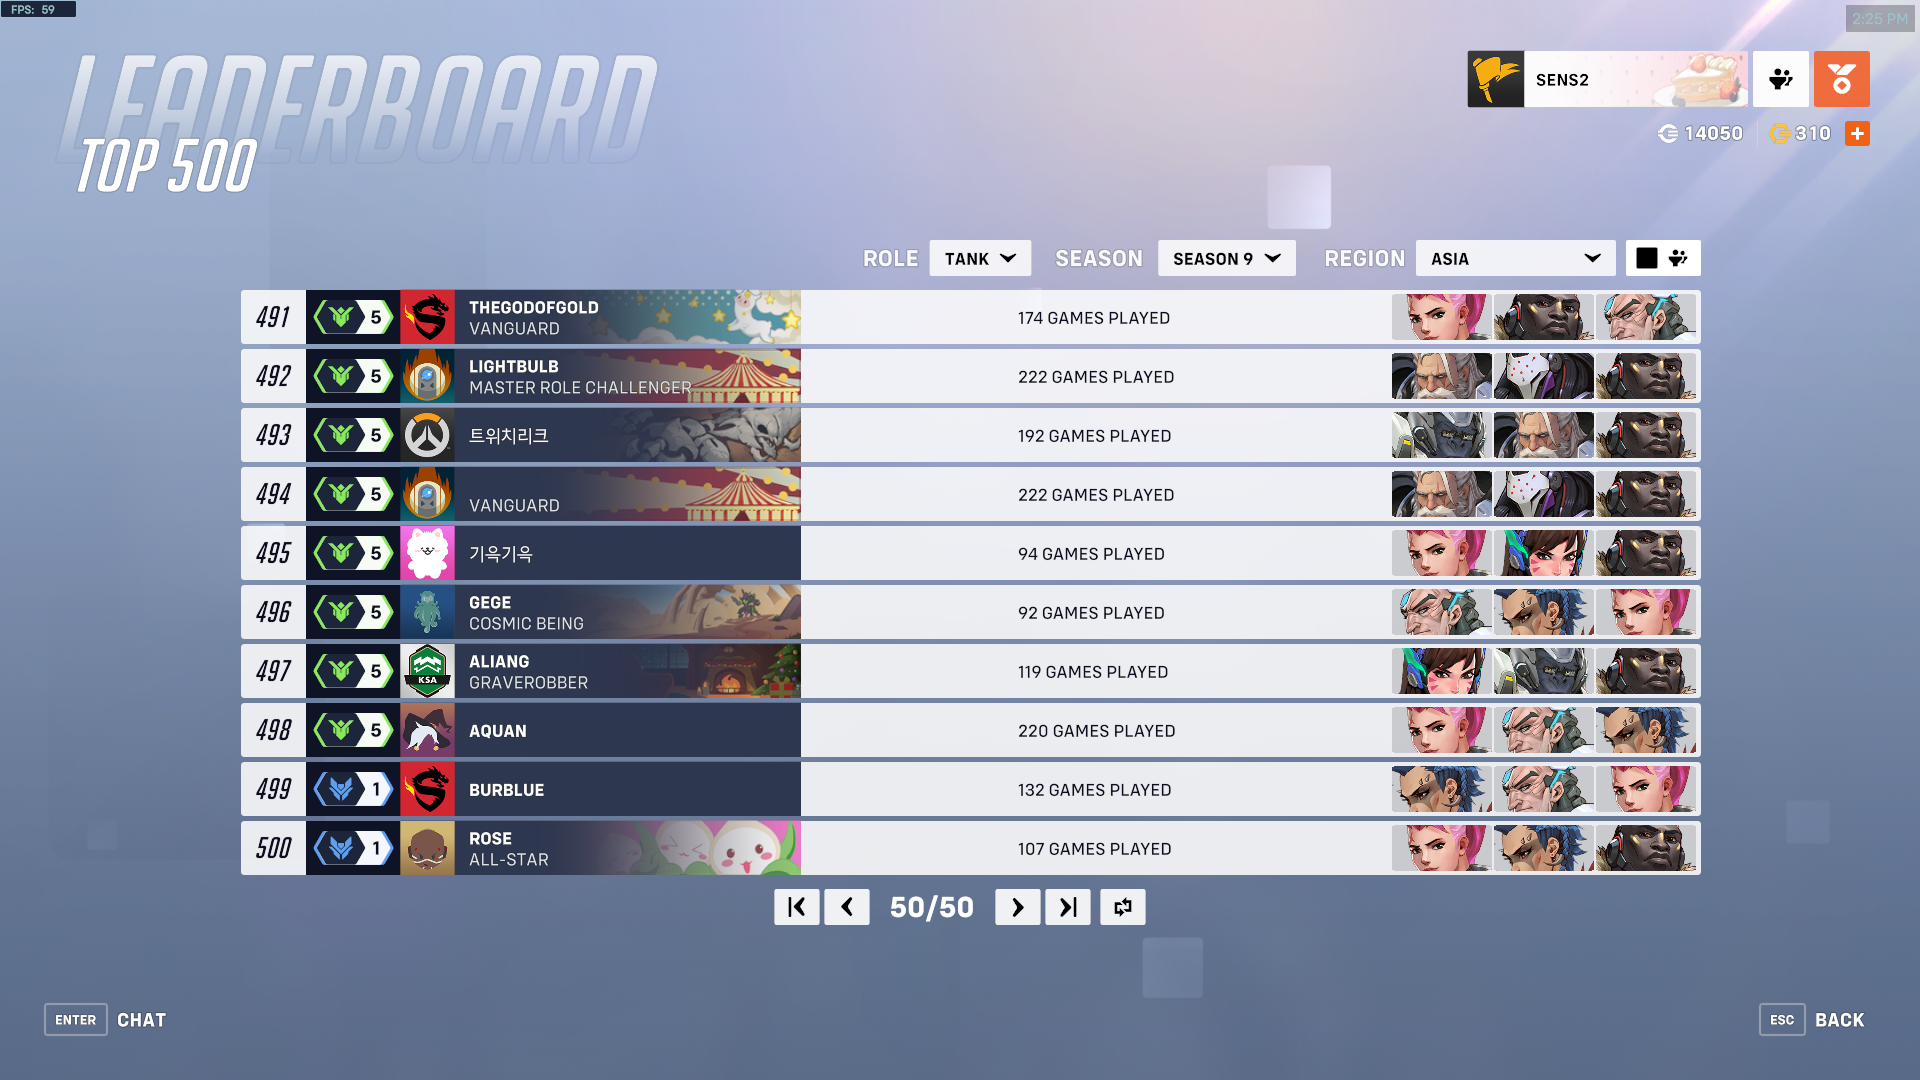 FPS: 59
2:25 PM
LEADERBOARD
TOP 500
SENS2
14050
310
ROLE TANK SEASON SEASON 9 REGION ASIA
491 5 THEGODOFGOLD
VANGUARD
174 GAMES PLAYED
492 5 LIGHTBULB
MASTER ROLE CHALLENGER
222 GAMES PLAYED
493 5 트위치리크
192 GAMES PLAYED
494 5
VANGUARD
222 GAMES PLAYED
495 5 기윽기윽
94 GAMES PLAYED
496 5 GEGE
COSMIC BEING
92 GAMES PLAYED
497 5 KSA ALIANG
GRAVEROBBER
119 GAMES PLAYED
498 5 AQUAN
220 GAMES PLAYED
499 1 BURBLUE
132 GAMES PLAYED
500 1 ROSE
ALL-STAR
107 GAMES PLAYED
50/50
ENTER CHAT
ESC BACK